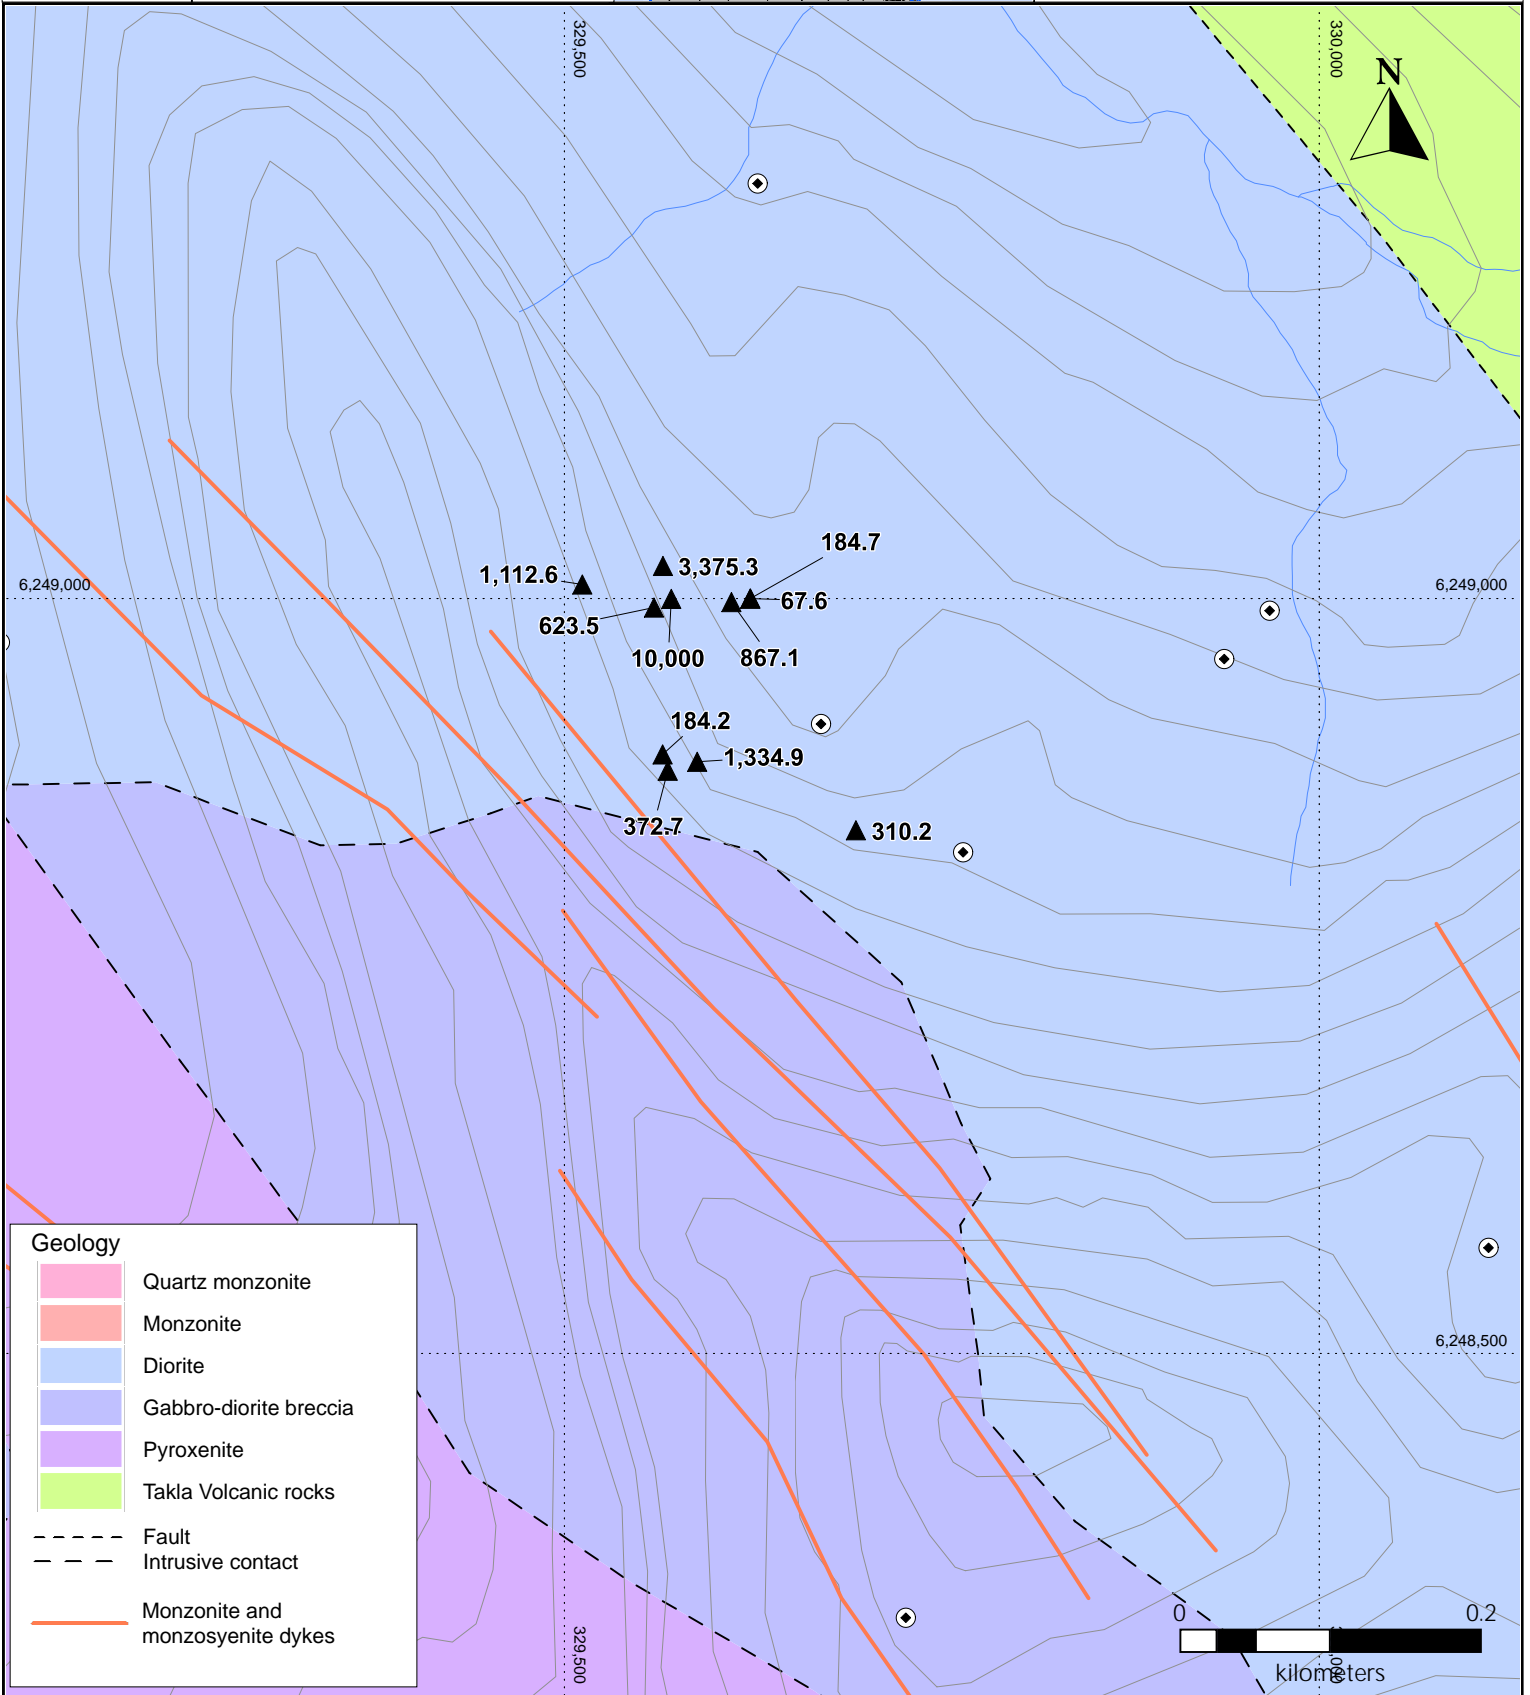 329,500
330,000
N
184.7
3,375.3
1,112.6
6,249,000
6,249,000
67.6
623.5
10,000
867.1
184.2
1,334.9
372.7
310.2
Geology
Quartz monzonite
Monzonite
Diorite
Gabbro-diorite breccia
Pyroxenite
Takla Volcanic rocks
Fault
Intrusive contact
Monzonite and
monzosyenite dykes
6,248,500
329,500
0
0.2
kilometers